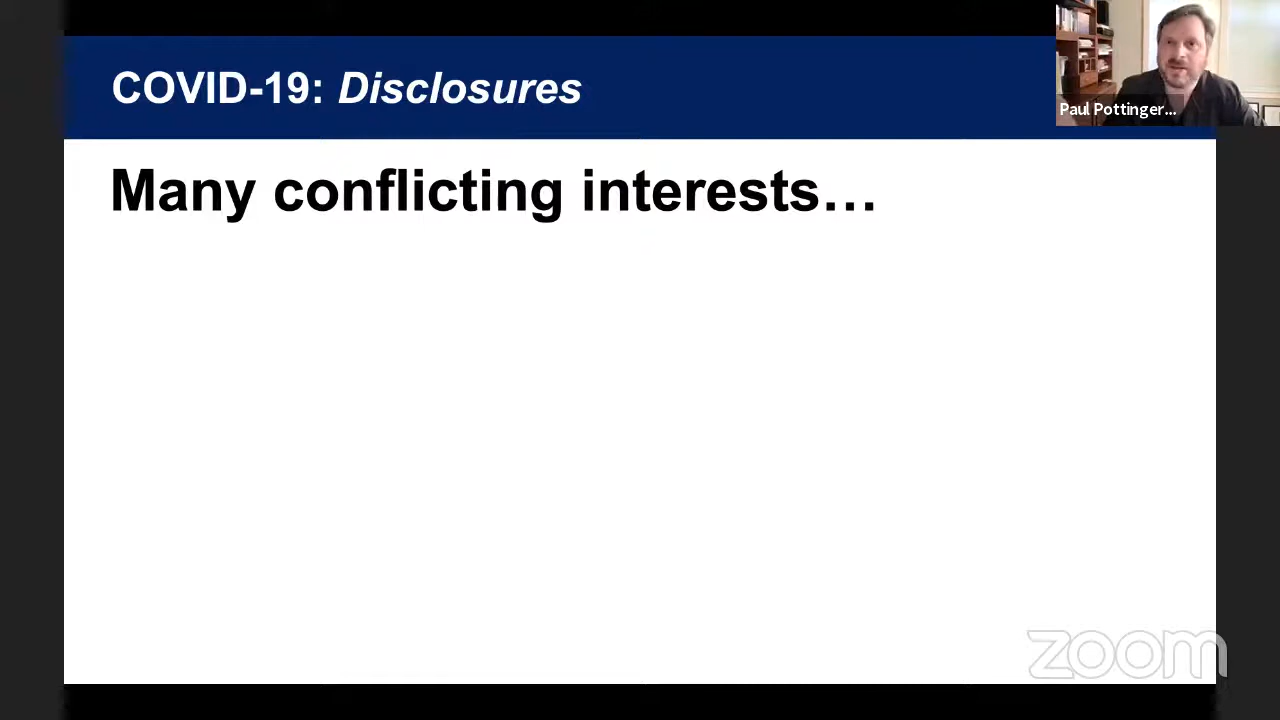 COVID-19: Disclosures
Paul Pottinger...
Many conflicting interests…
zoom